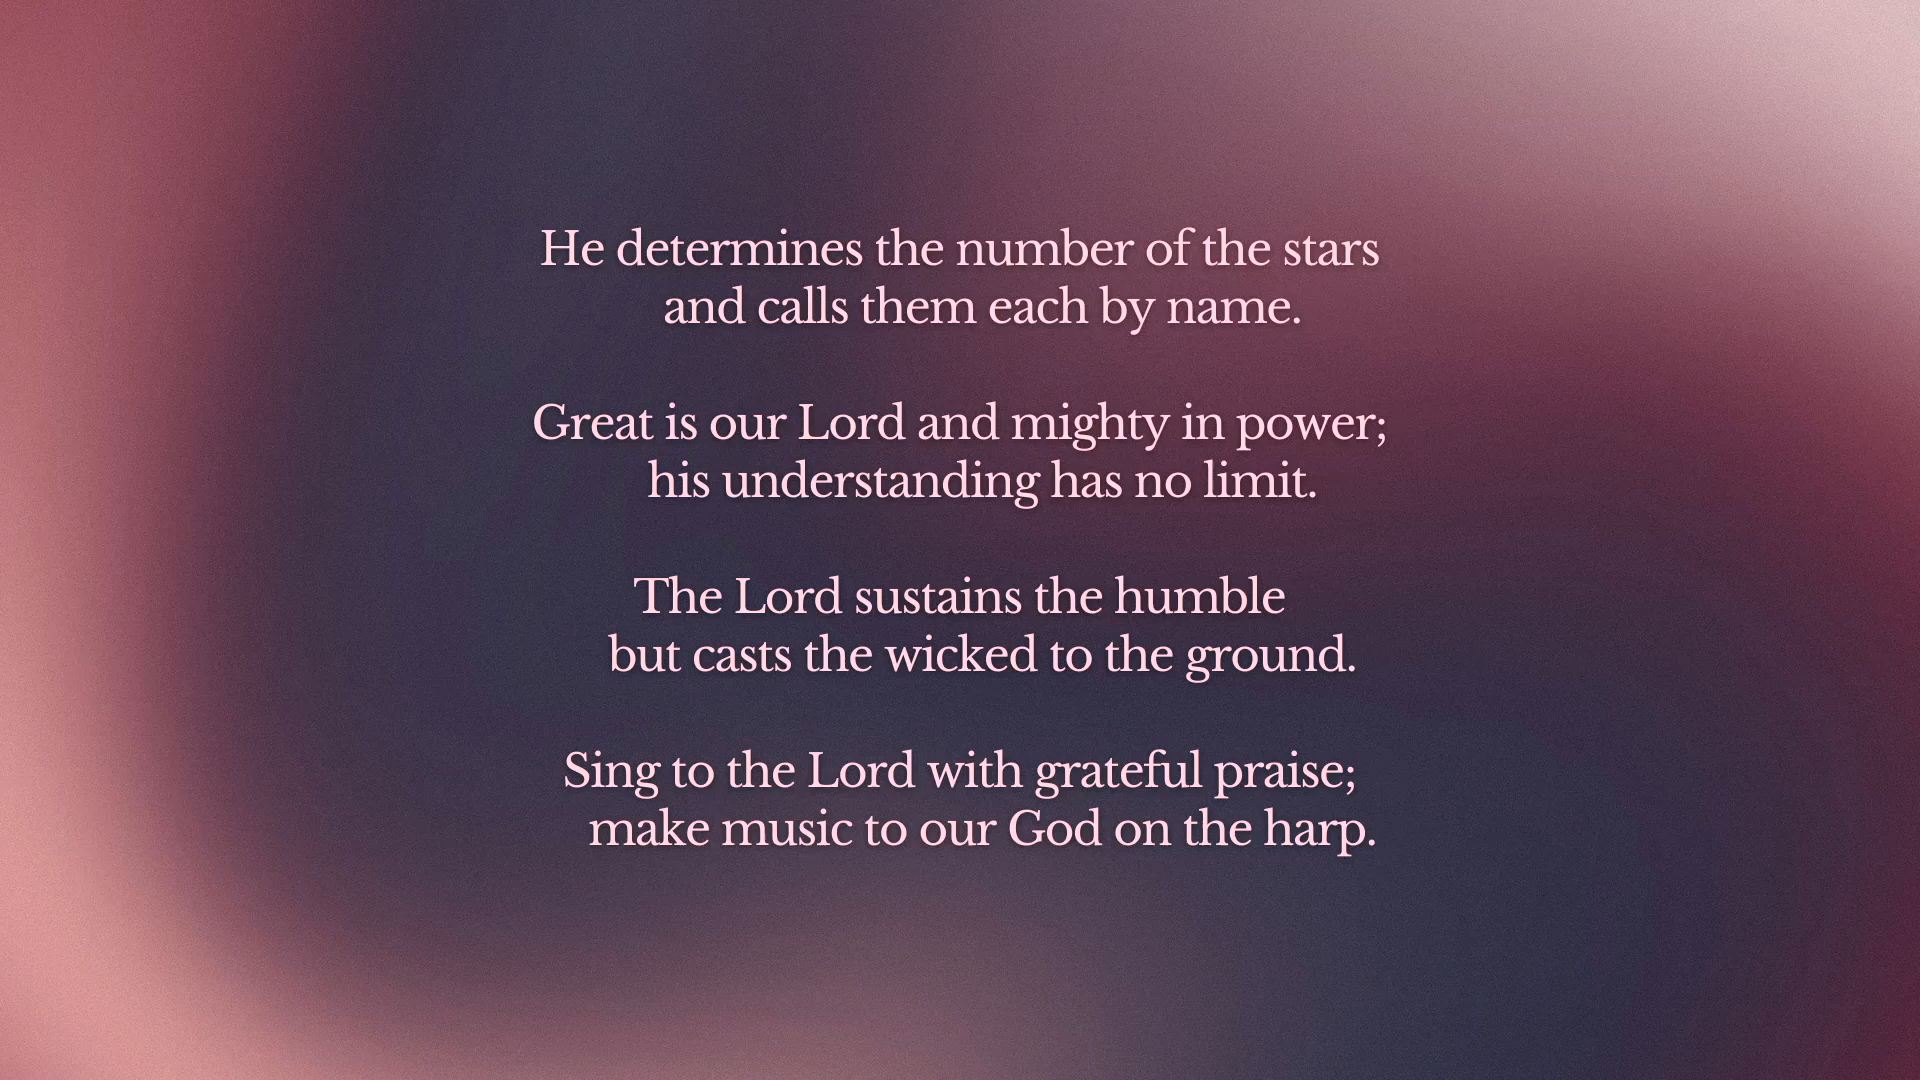 He determines the number of the stars
and calls them each by name.
Great is our Lord and mighty in power;
his understanding has no limit.
The Lord sustains the humble
but casts the wicked to the ground.
Sing to the Lord with grateful praise;
make music to our God on the harp.